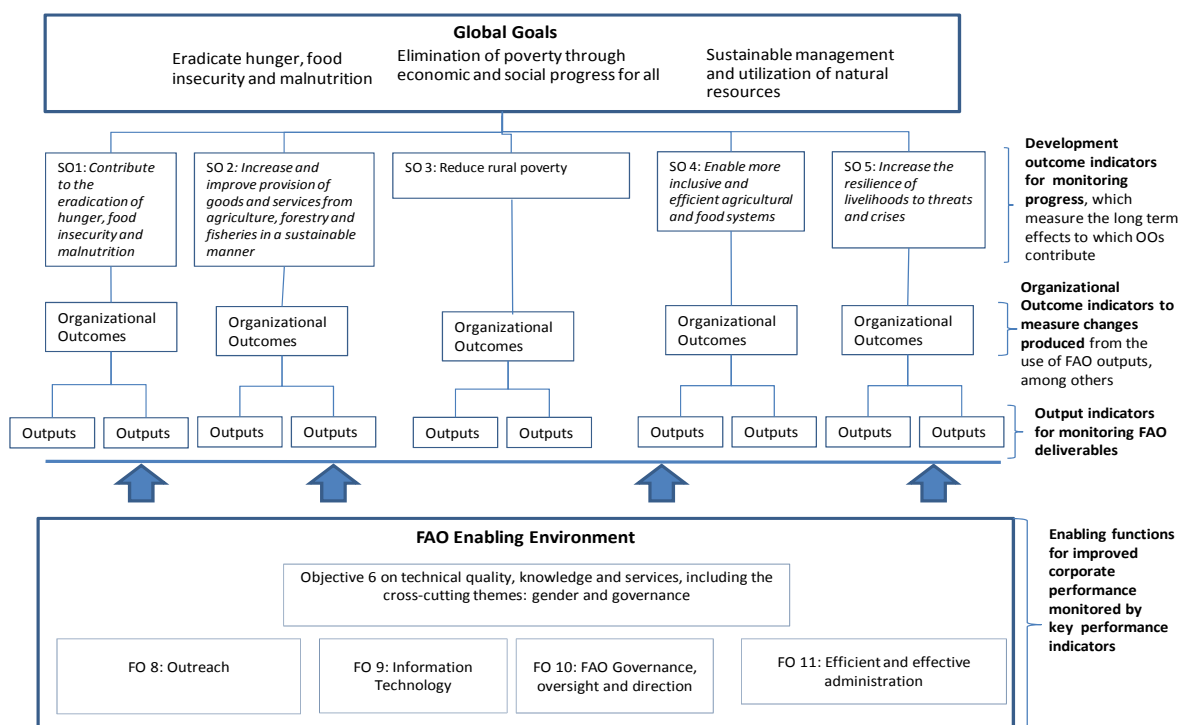 Global Goals
Eradicate hunger, food
insecurity and malnutrition
Elimination of poverty through
economic and social progress for all
Sustainable management
and utilization of natural
resources
SO1: Contribute
to the
eradication of
hunger, food
insecurity and
malnutrition
SO 2: Increase and
improve provision of
goods and services from
agriculture, forestry and
fisheries in a sustainable
manner
SO 3: Reduce rural poverty
SO 4: Enable more
inclusive and
efficient agricultural
and food systems
SO 5: Increase the
resilience of
livelihoods to threats
and crises
Development
outcome indicators
for monitoring
progress, which
measure the long term
effects to which OOs
contribute
Organizational
Outcomes
Organizational
Outcomes
Organizational
Outcomes
Organizational
Outcomes
Organizational
Outcomes
Organizational
Outcome indicators to
measure changes
produced from the
use of FAO outputs,
among others
Outputs
Outputs
Outputs
Outputs
Outputs
Outputs
Outputs
Outputs
Outputs
Outputs
Output indicators
for monitoring FAO
deliverables
FAO Enabling Environment
Objective 6 on technical quality, knowledge and services, including the
cross-cutting themes: gender and governance
FO 8: Outreach
FO 9: Information
Technology
FO 10: FAO Governance,
oversight and direction
FO 11: Efficient and effective
administration
Enabling functions
for improved
corporate
performance
monitored by
key performance
indicators